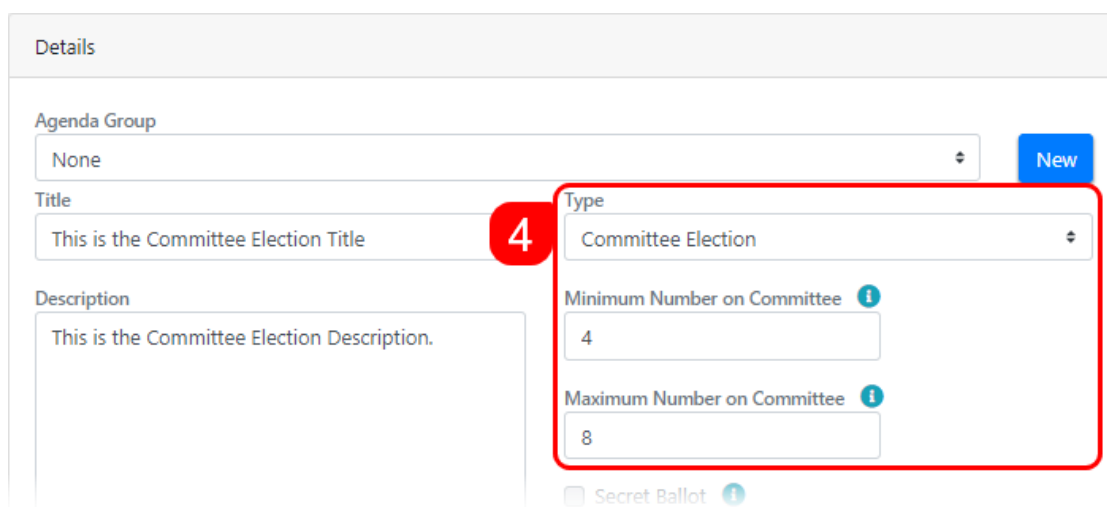 Details
Agenda Group
None
New
Title
This is the Committee Election Title
4
Type
Committee Election
Description
This is the Committee Election Description.
Minimum Number on Committee
4
Maximum Number on Committee
8
Secret Ballot